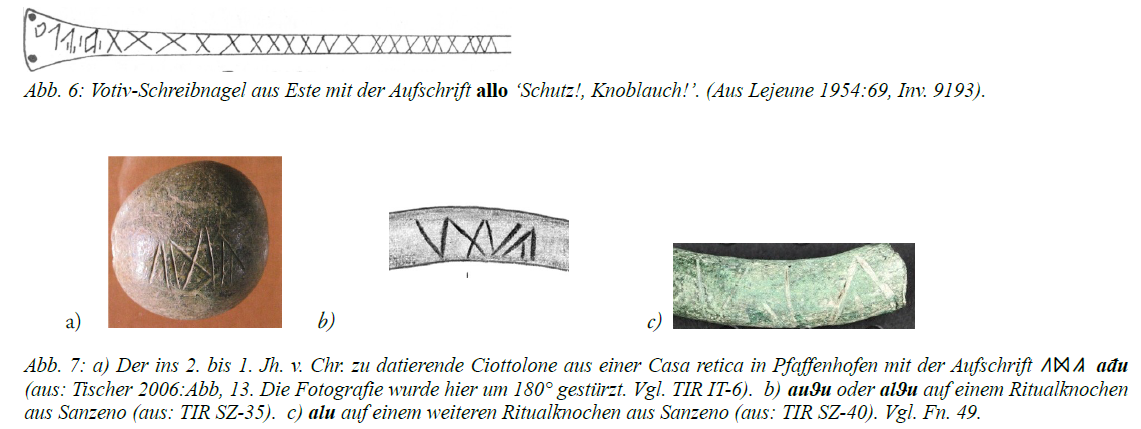 Abb. 6: Votiv-Schreibnagel aus Este mit der Aufschrift allo ‘Schutz!, Knoblauch!’. (Aus Lejeune 1954:69, Inv. 9193).
a) b) c)
Abb. 7: a) Der ins 2. bis 1. Jh. v. Chr. zu datierende Ciottolone aus einer Casa retica in Pfaffenhofen mit der Aufschrift ađu
(aus: Tischer 2006:Abb, 13. Die Fotografie wurde hier um 180° gestürzt. Vgl. TIR IT-6). b) auϑu oder alϑu auf einem Ritualknochen
aus Sanzeno (aus: TIR SZ-35). c) alu auf einem weiteren Ritualknochen aus Sanzeno (aus: TIR SZ-40). Vgl. Fn. 49.